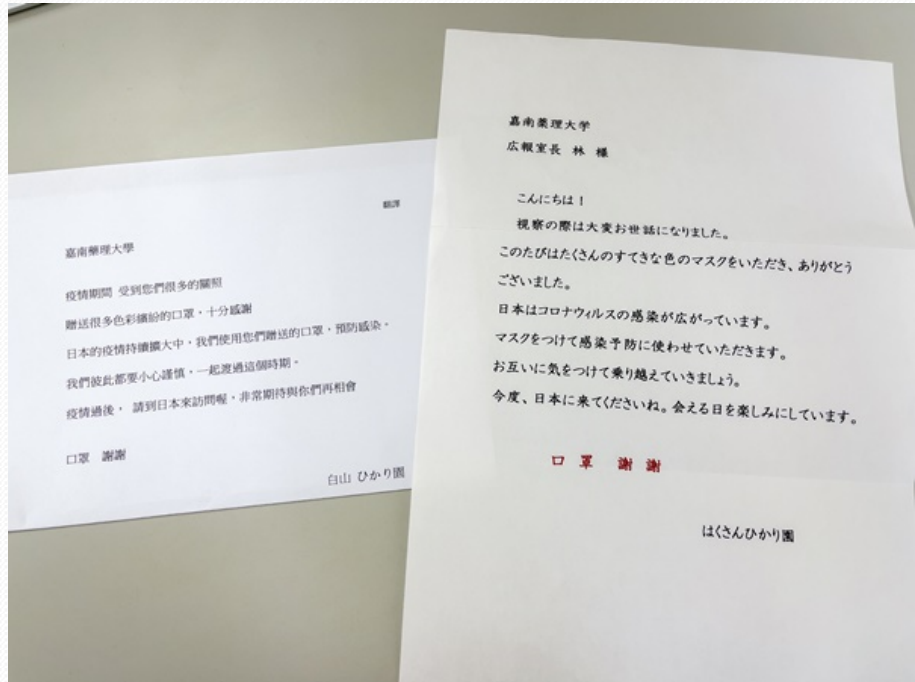 翻譯
嘉南藥理大學
疫情期間 受到您們很多的關照
贈送很多色彩繽紛的口罩，十分感謝
日本的疫情持續擴大中，我們使用您們贈送的口罩，預防感染。
我們彼此都要小心謹慎，一起渡過這個時期。
疫情過後， 請到日本來訪問喔，非常期待與你們再相會
口罩 謝謝
白山 ひかり園
嘉南薬理大学
広報室長 林 様
こんにちは！
視察の際は大変お世話になりました。
このたびはたくさんのすてきな色のマスクをいただき、ありがとう
ございました。
日本はコロナウィルスの感染が広がっています。
マスクをつけて感染予防に使わせていただきます。
お互いに気をつけて乗り越えていきましょう。
今度、日本に来てくださいね。会える日を楽しみにしています。
口 罩 謝 謝
はくさんひかり園